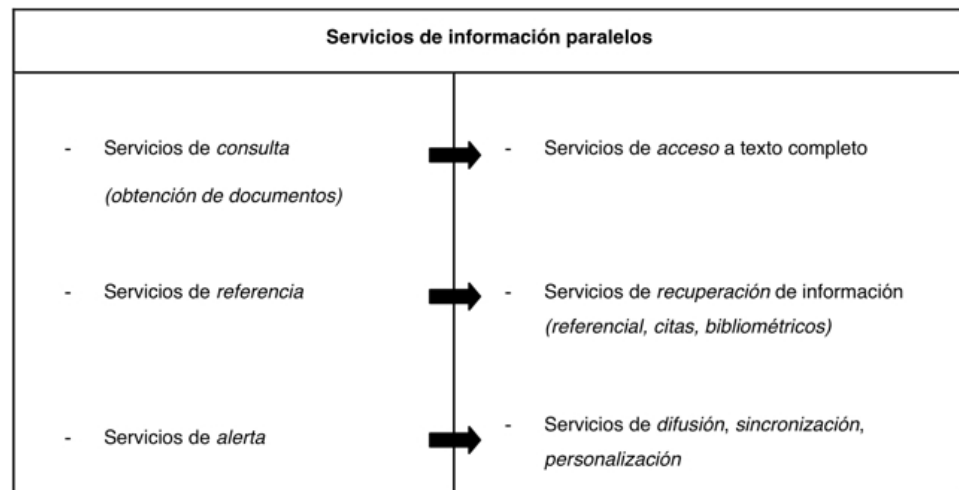 Servicios de información paralelos
- Servicios de consulta
(obtención de documentos)
- Servicios de acceso a texto completo
- Servicios de referencia
- Servicios de recuperación de información
(referencial, citas, bibliométricos)
- Servicios de alerta
- Servicios de difusión, sincronización,
personalización